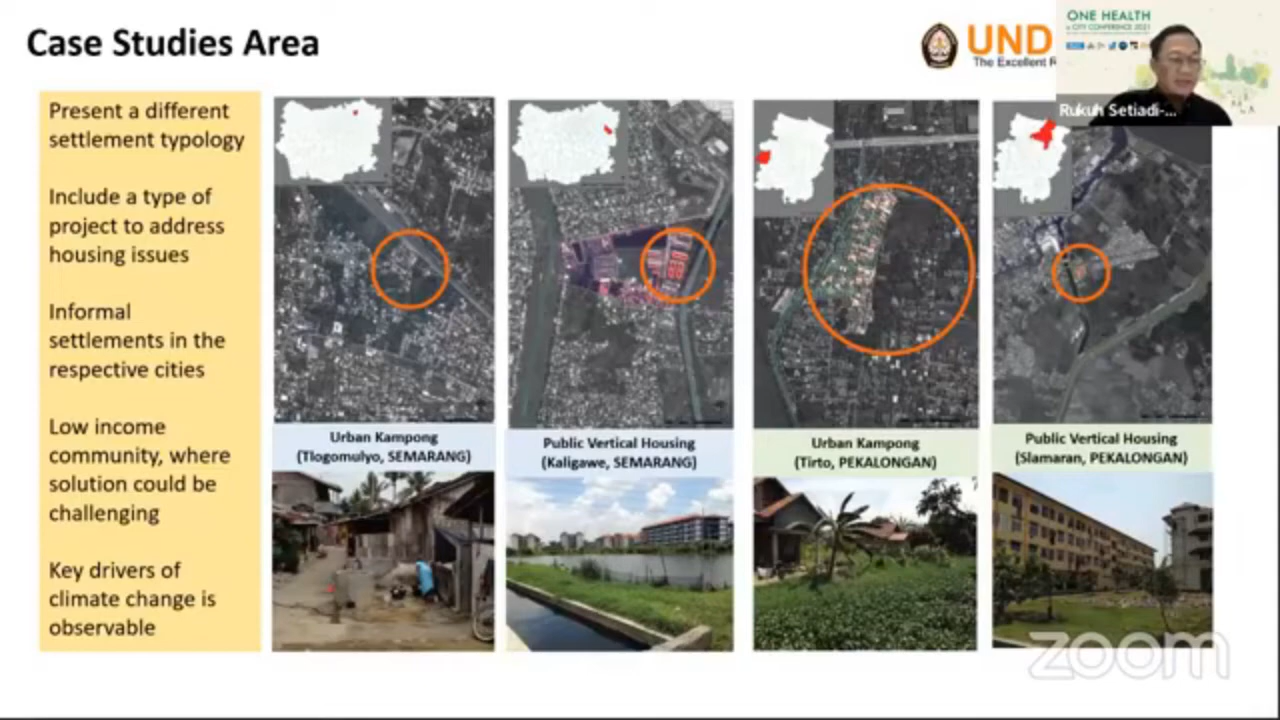 Case Studies Area
UND
The Excellent R
ONE HEALTH
CITY CONFERENCE 2021
Rukuh Setiadi-...
Present a different
settlement typology
Include a type of
project to address
housing issues
Informal
settlements in the
respective cities
Low income
community, where
solution could be
challenging
Key drivers of
climate change is
observable
Urban Kampong
(Tlogomulyo, SEMARANG)
Public Vertical Housing
(Kaligawe, SEMARANG)
Urban Kampong
(Tirto, PEKALONGAN)
Public Vertical Housing
(Slamaran, PEKALONGAN)
zoom